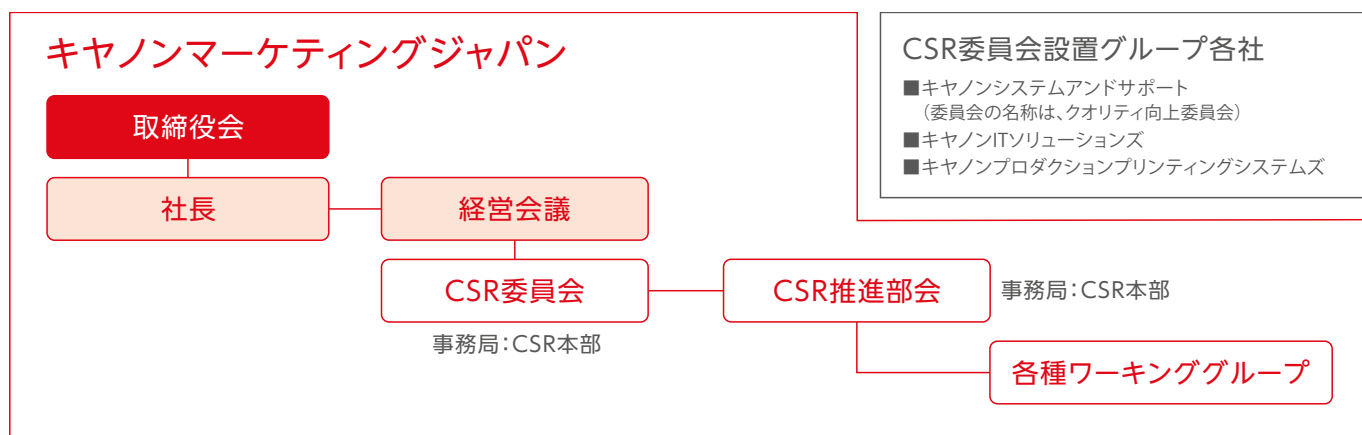 キヤノンマーケティングジャパン
取締役会
社長
経営会議
CSR委員会
事務局：CSR本部
CSR推進部会
事務局：CSR本部
各種ワーキンググループ
CSR委員会設置グループ各社
■キヤノンシステムアンドサポート
（委員会の名称は、クオリティ向上委員会）
■キヤノンITソリューションズ
■キヤノンプロダクションプリンティングシステムズ